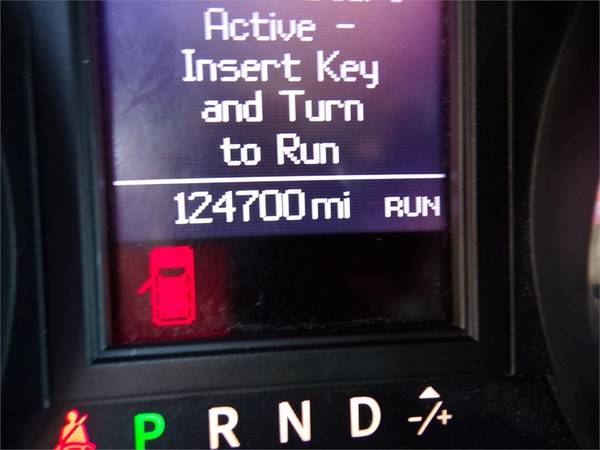 Active -
Insert Key
and Turn
to Run
124700 mi RUN
P R N D -/+